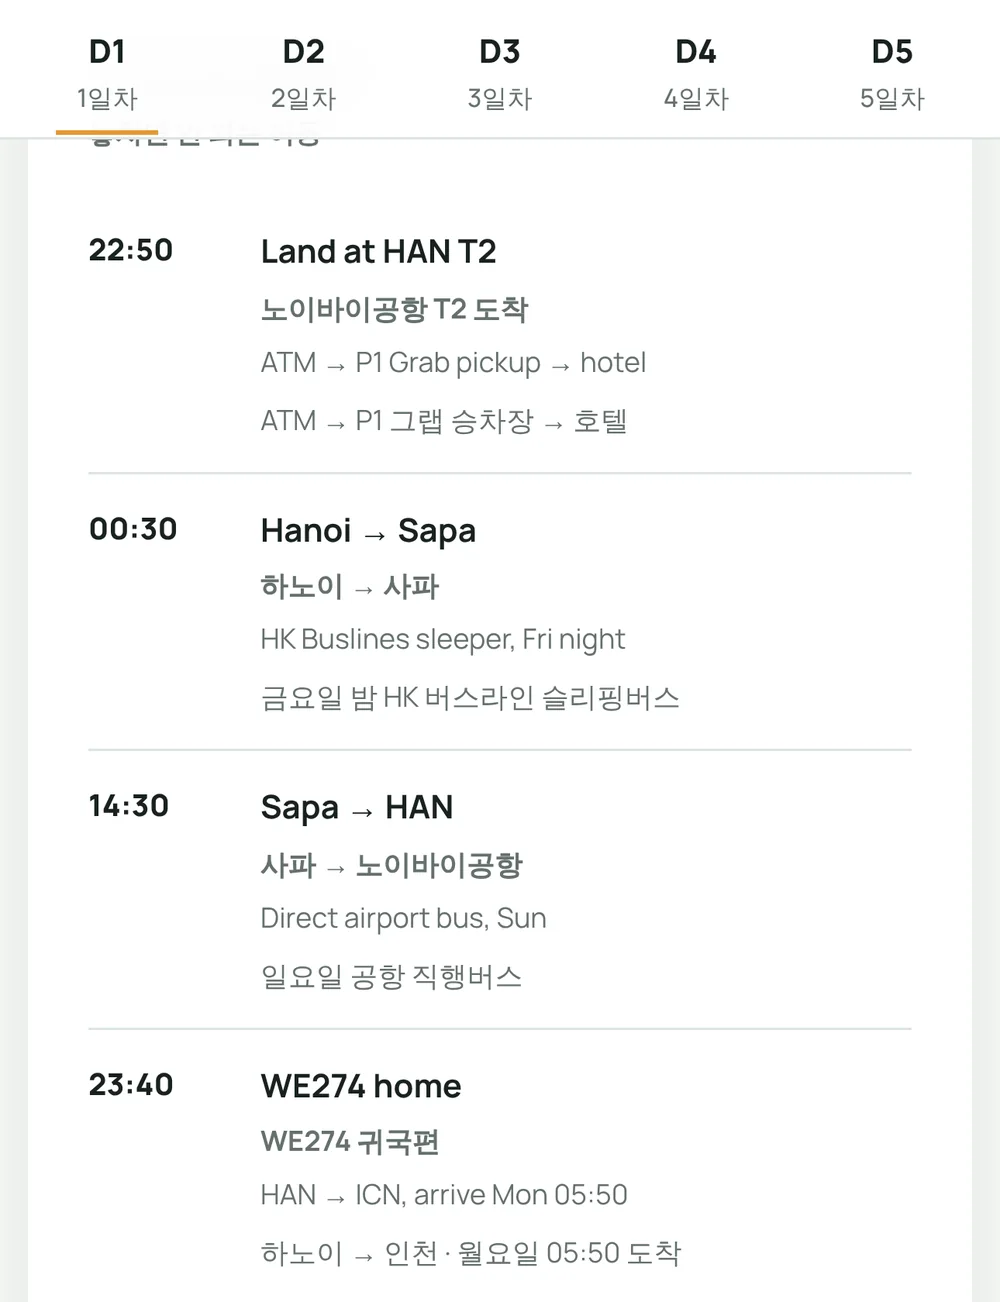 D1
D2
D3
D4
D5
1일차
2일차
3일차
4일차
5일차
22:50
Land at HAN T2
노이바이공항 T2 도착
ATM → P1 Grab pickup → hotel
ATM → P1 그랩 승차장 → 호텔
00:30
Hanoi → Sapa
하노이 → 사파
HK Buslines sleeper, Fri night
금요일 밤 HK 버스라인 슬리핑버스
14:30
Sapa → HAN
사파 → 노이바이공항
Direct airport bus, Sun
일요일 공항 직행버스
23:40
WE274 home
WE274 귀국편
HAN → ICN, arrive Mon 05:50
하노이 → 인천 · 월요일 05:50 도착